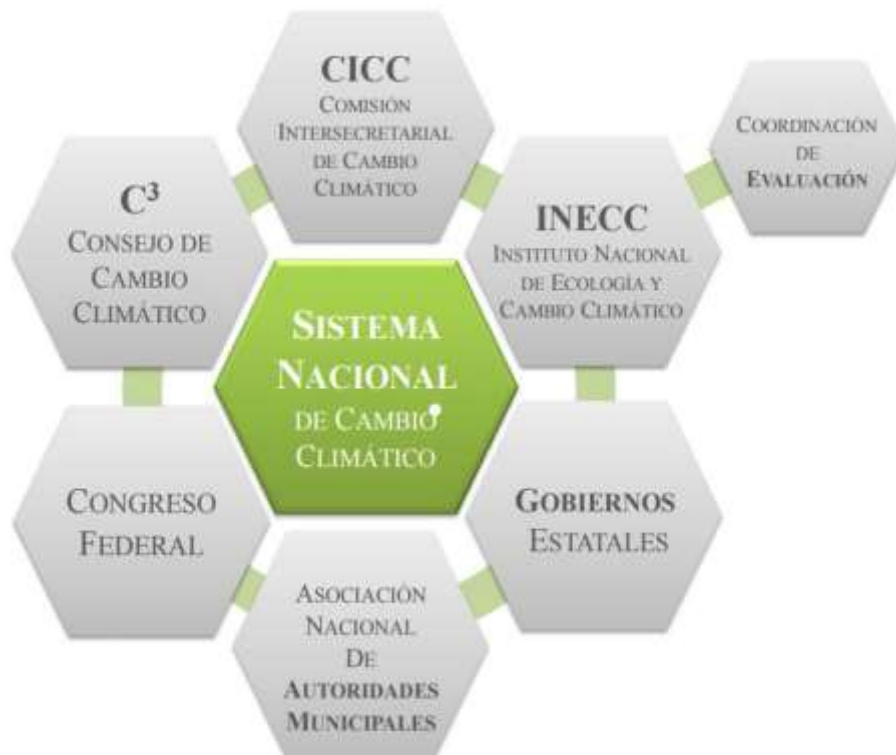 CICC
COMISIÓN
INTERSECRETARIAL
DE CAMBIO
CLIMÁTICO
COORDINACIÓN
DE
EVALUACIÓN
C³
CONSEJO DE
CAMBIO
CLIMÁTICO
INECC
INSTITUTO NACIONAL
DE ECOLOGÍA Y
CAMBIO CLIMÁTICO
SISTEMA
NACIONAL
DE CAMBIO
CLIMÁTICO
CONGRESO
FEDERAL
GOBIERNOS
ESTATALES
ASOCIACIÓN
NACIONAL
DE
AUTORIDADES
MUNICIPALES